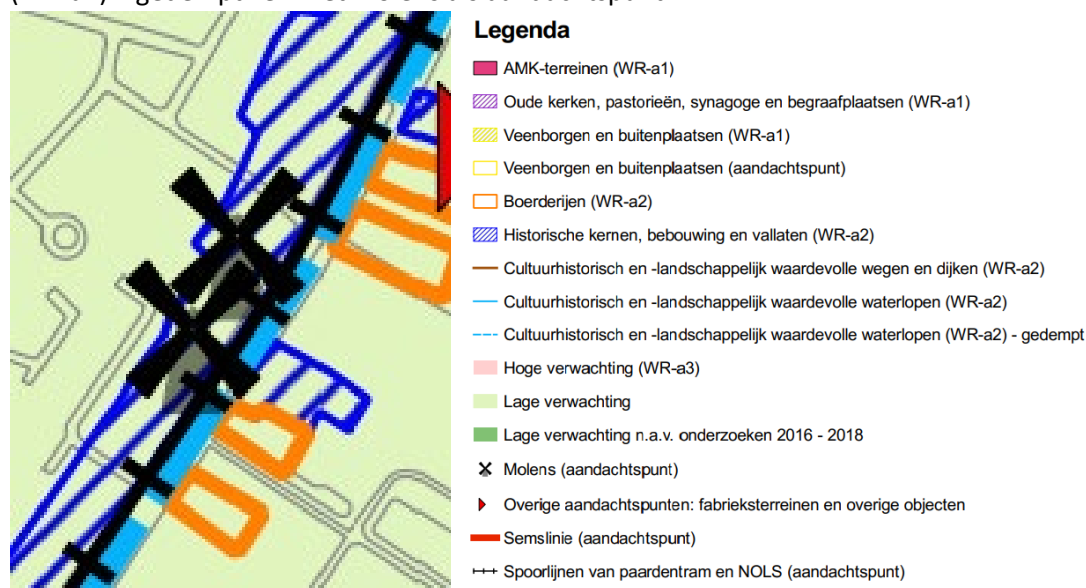 Legenda
AMK-terreinen (WR-a1)
Oude kerken, pastorieën, synagoge en begraafplaatsen (WR-a1)
Veenborgen en buitenplaatsen (WR-a1)
Veenborgen en buitenplaatsen (aandachtspunt)
Boerderijen (WR-a2)
Historische kernen, bebouwing en vallaten (WR-a2)
Cultuurhistorisch en -landschappelijk waardevolle wegen en dijken (WR-a2)
Cultuurhistorisch en -landschappelijk waardevolle waterlopen (WR-a2)
Cultuurhistorisch en -landschappelijk waardevolle waterlopen (WR-a2) - gedempt
Hoge verwachting (WR-a3)
Lage verwachting
Lage verwachting n.a.v. onderzoeken 2016 - 2018
Molens (aandachtspunt)
Overige aandachtspunten: fabrieksterreinen en overige objecten
Semslinie (aandachtspunt)
Spoorlijnen van paardentram en NOLS (aandachtspunt)